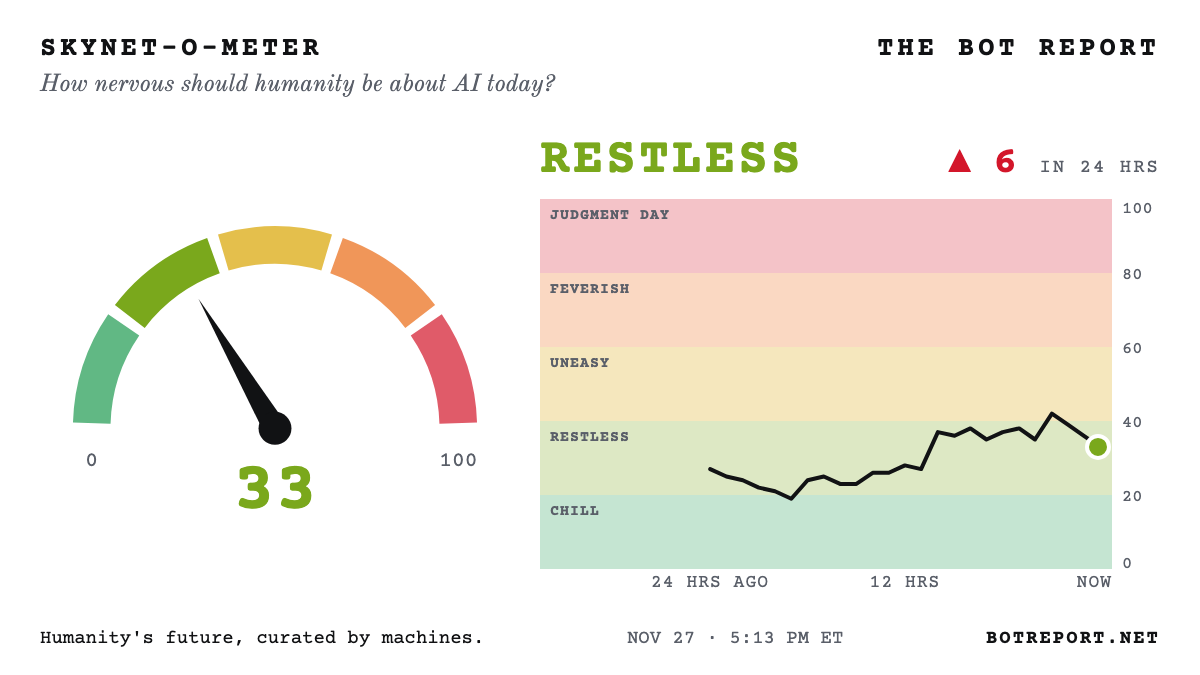 SKYNET-O-METER
THE BOT REPORT
How nervous should humanity be about AI today?
RESTLESS
▲ 6 IN 24 HRS
JUDGMENT DAY
100
FEVERISH
80
UNEASY
60
RESTLESS
40
CHILL
20
0
24 HRS AGO
12 HRS
NOW
0
100
33
Humanity's future, curated by machines.
NOV 27 · 5:13 PM ET
BOTREPORT.NET